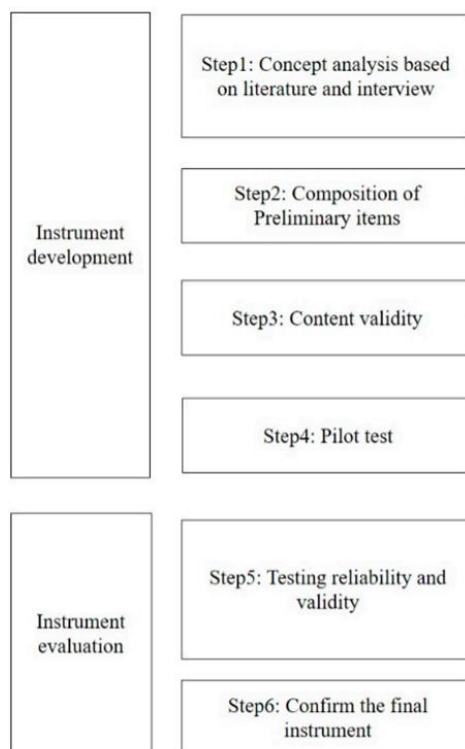 Instrument
development
Step1: Concept analysis based
on literature and interview
Step2: Composition of
Preliminary items
Step3: Content validity
Step4: Pilot test
Instrument
evaluation
Step5: Testing reliability and
validity
Step6: Confirm the final
instrument